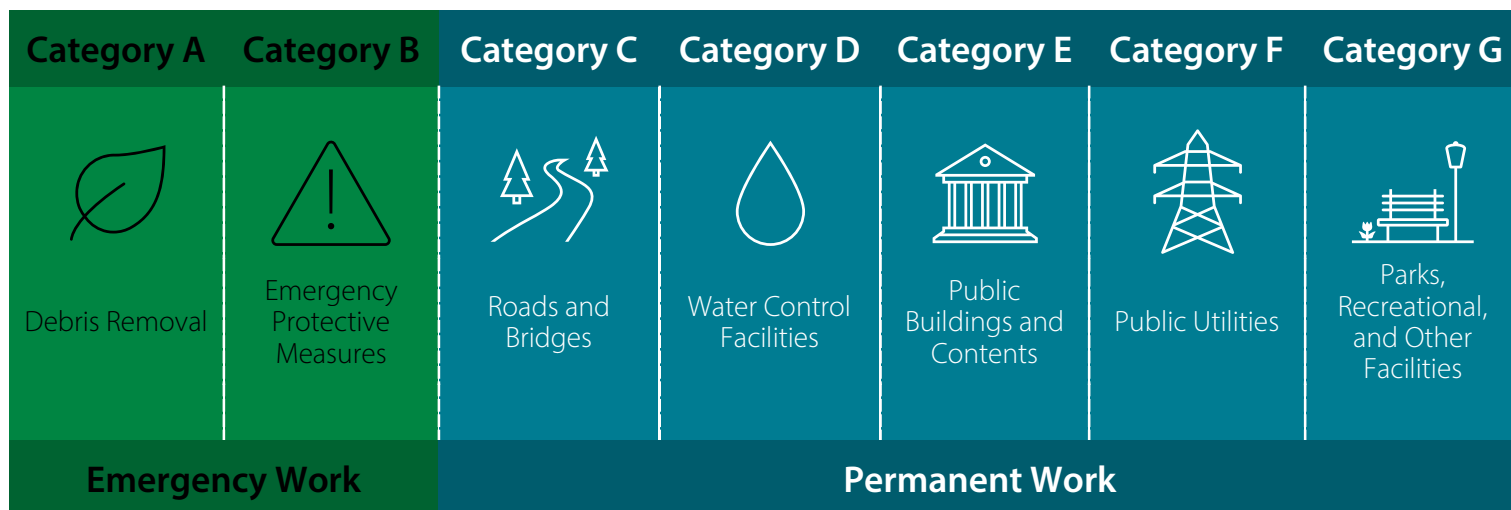 Category A
Category B
Category C
Category D
Category E
Category F
Category G
Debris Removal
Emergency
Protective
Measures
Roads and
Bridges
Water Control
Facilities
Public
Buildings and
Contents
Public Utilities
Parks,
Recreational,
and Other
Facilities
Emergency Work
Permanent Work